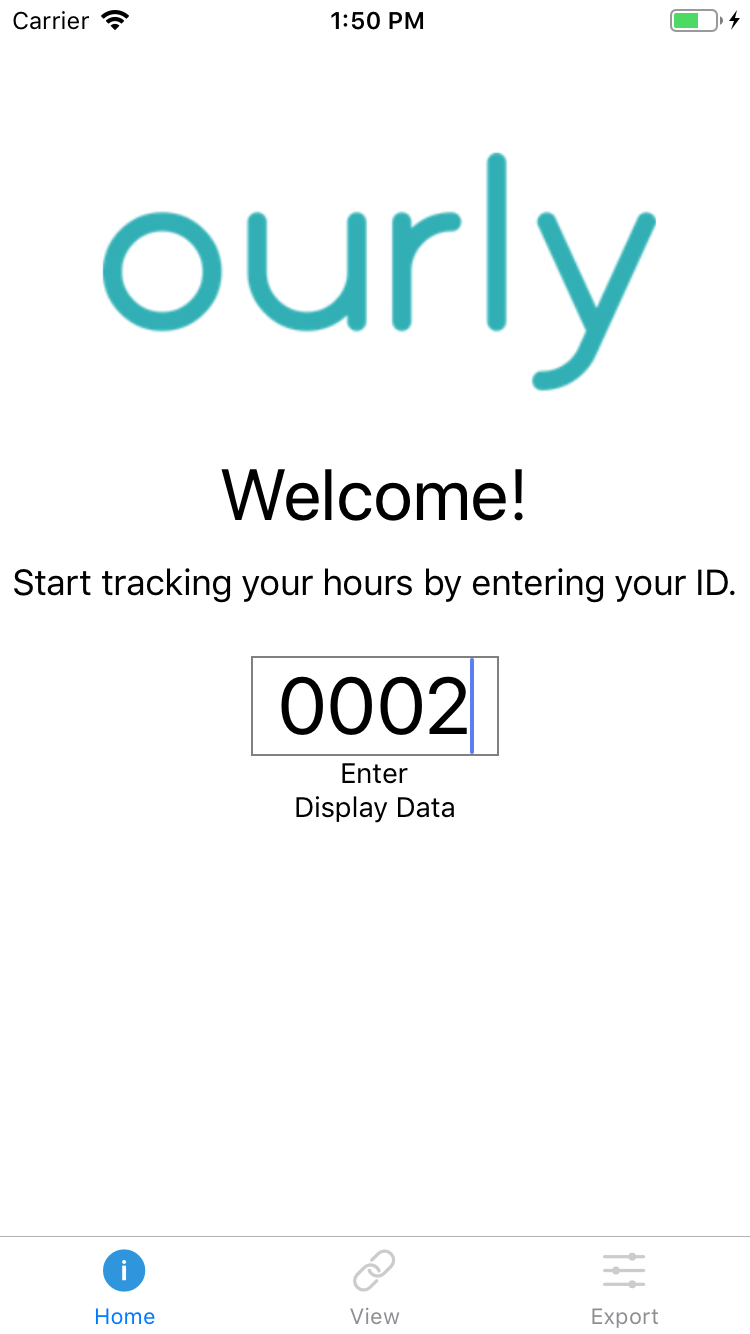 Carrier 1:50 PM
ourly
Welcome!
Start tracking your hours by entering your ID.
0002
Enter
Display Data
Home View Export